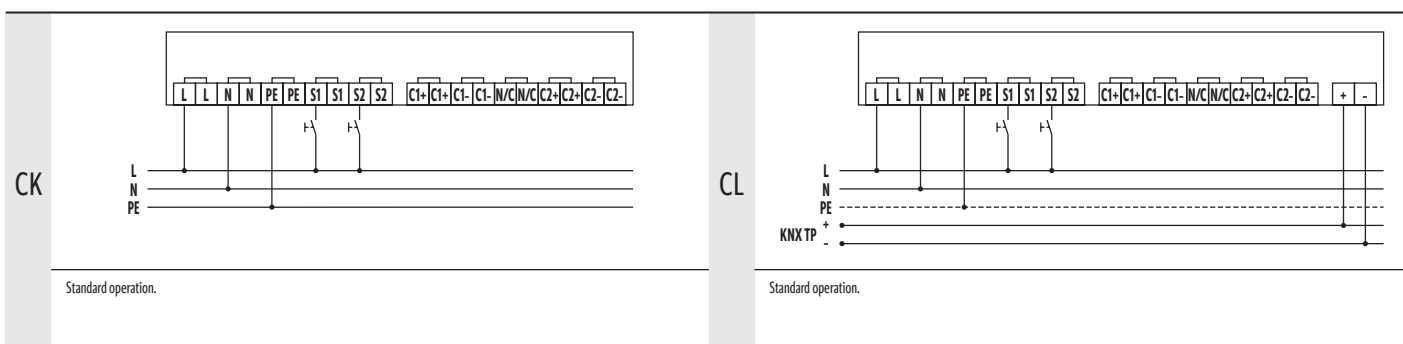 CK
L L N N PE PE S1 S1 S2 S2 C1+ C1+ C1- C1- N/C N/C C2+ C2+ C2- C2-
L
N
PE
Standard operation.
CL
L L N N PE PE S1 S1 S2 S2 C1+ C1+ C1- C1- N/C N/C C2+ C2+ C2- C2- + -
L
N
PE
KNX TP +
-
Standard operation.